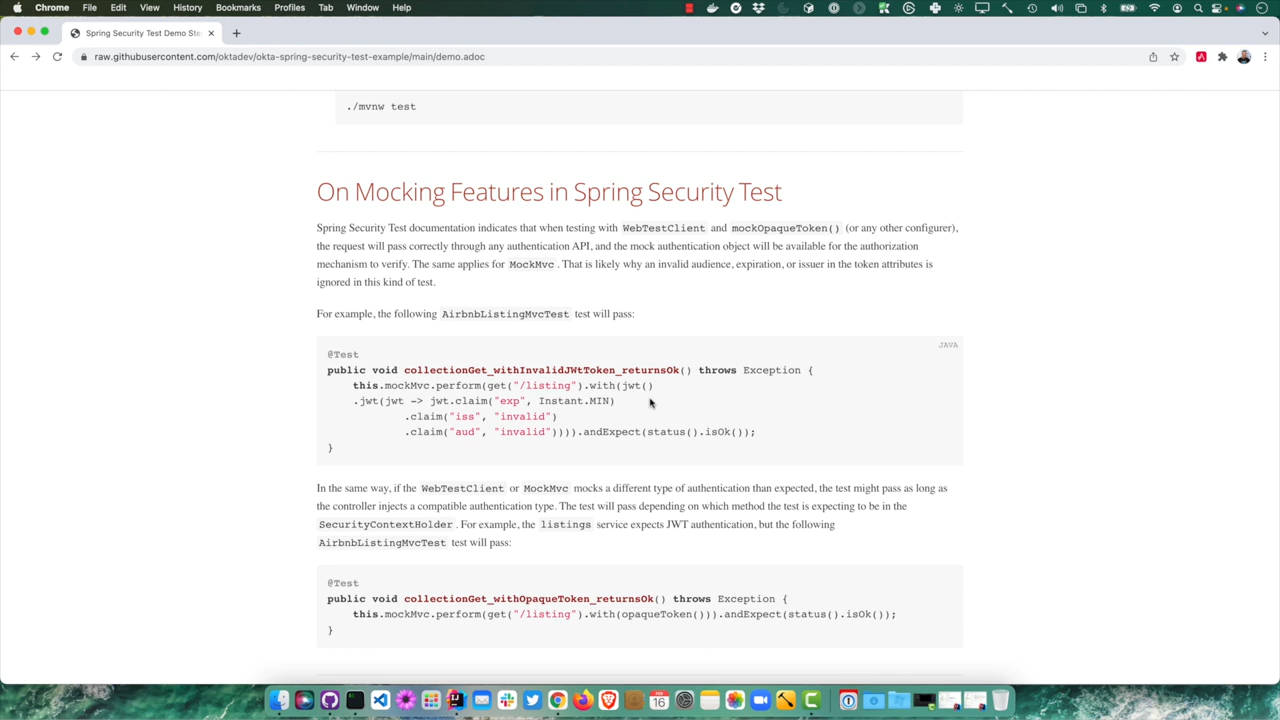 Chrome File Edit View History Bookmarks Profiles Tab Window Help
Spring Security Test Demo Ste
raw.githubusercontent.com/oktadev/okta-spring-security-test-example/main/demo.adoc
./mvnw test
On Mocking Features in Spring Security Test
Spring Security Test documentation indicates that when testing with WebTestClient and mockOpaqueToken() (or any other configurer),
the request will pass correctly through any authentication API, and the mock authentication object will be available for the authorization
mechanism to verify. The same applies for MockMvc. That is likely why an invalid audience, expiration, or issuer in the token attributes is
ignored in this kind of test.
For example, the following AirbnbListingMvcTest test will pass:
JAVA
@Test
public void collectionGet_withInvalidJWtToken_returnsOk() throws Exception {
this.mockMvc.perform(get("/listing").with(jwt()
.jwt(jwt -> jwt.claim("exp", Instant.MIN)
.claim("iss", "invalid")
.claim("aud", "invalid")))).andExpect(status().isOk());
}
In the same way, if the WebTestClient or MockMvc mocks a different type of authentication than expected, the test might pass as long as
the controller injects a compatible authentication type. The test will pass depending on which method the test is expecting to be in the
SecurityContextHolder. For example, the listings service expects JWT authentication, but the following
AirbnbListingMvcTest test will pass:
@Test
public void collectionGet_withOpaqueToken_returnsOk() throws Exception {
this.mockMvc.perform(get("/listing").with(opaqueToken())).andExpect(status().isOk());
}
FEB
16